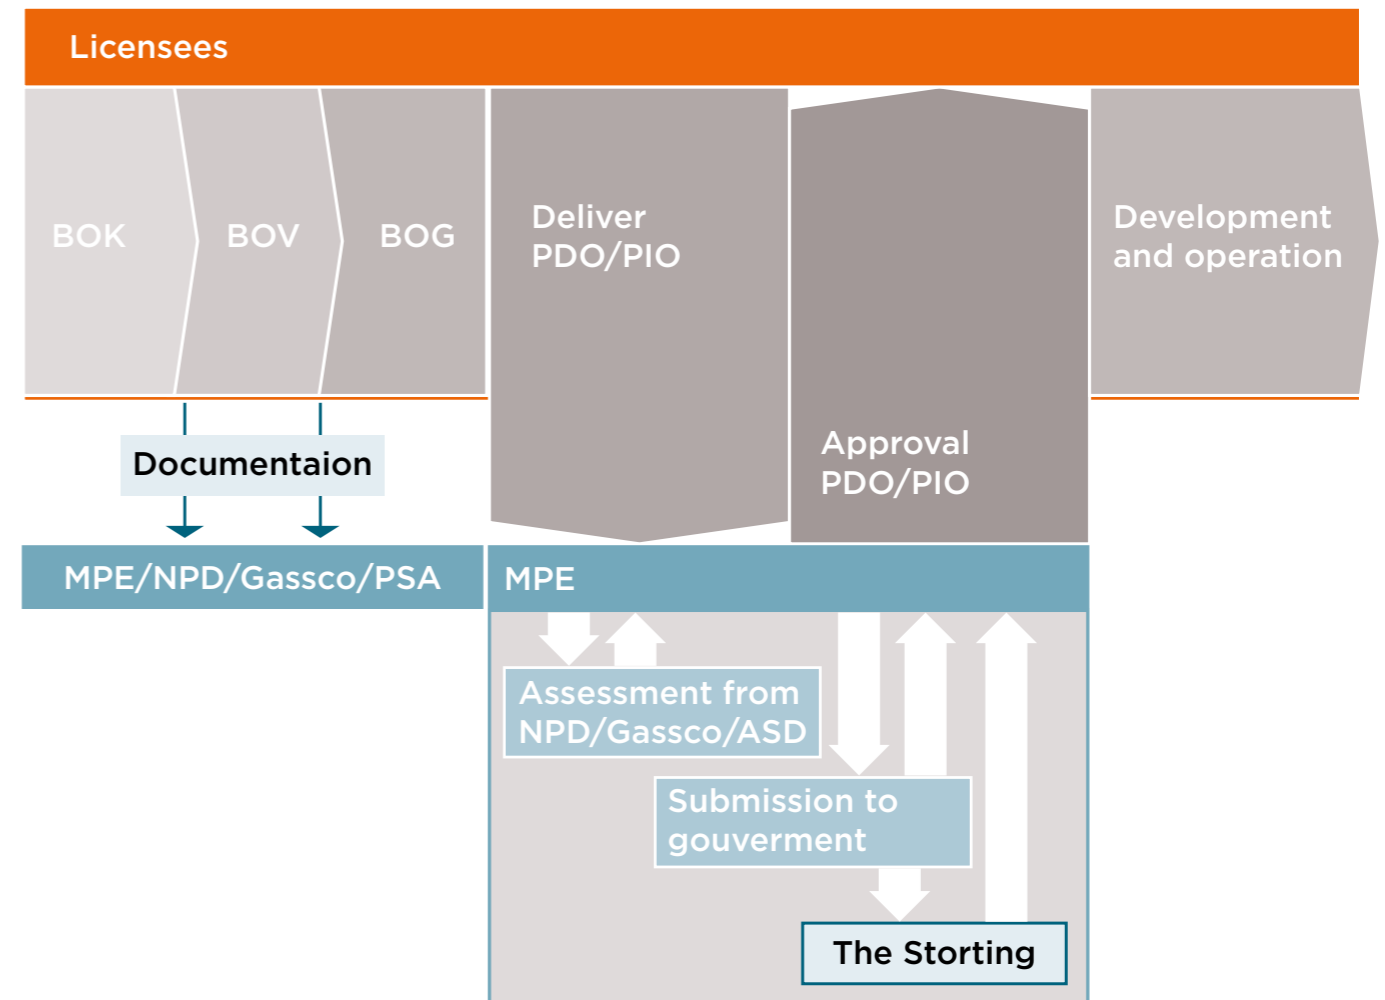 Licensees
BOK
BOV
BOG
Deliver
PDO/PIO
Approval
PDO/PIO
Development
and operation
Documentaion
MPE/NPD/Gassco/PSA
MPE
Assessment from
NPD/Gassco/ASD
Submission to
gouverment
The Storting